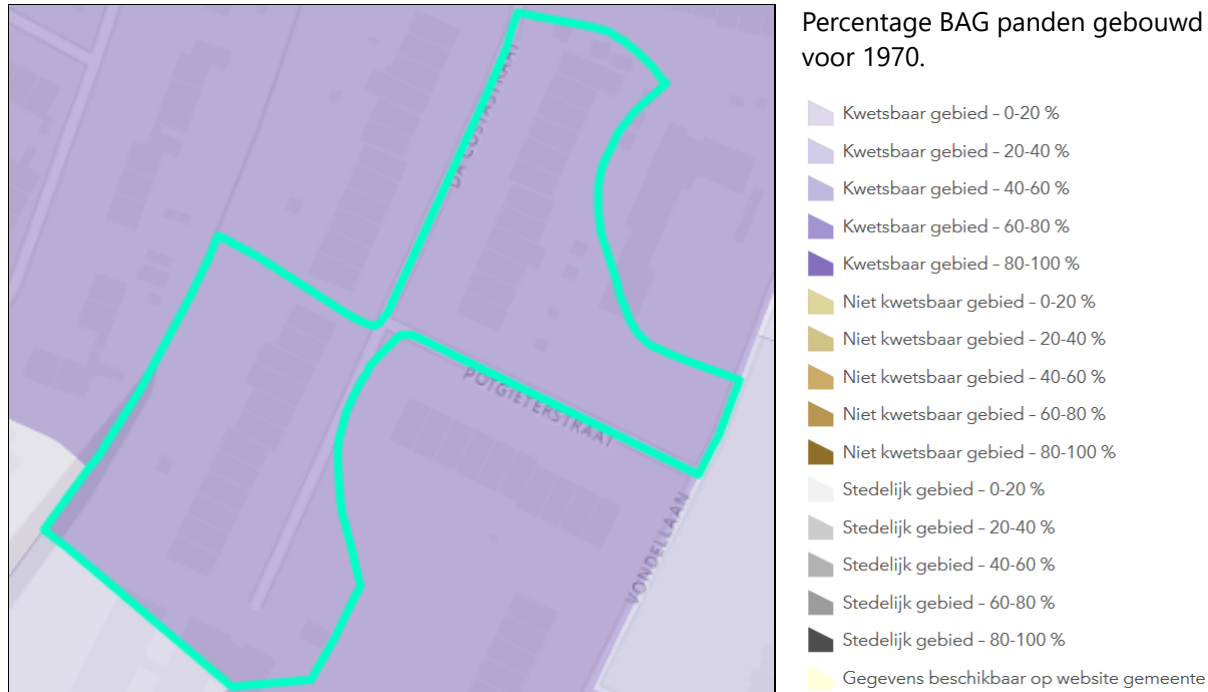 DA COSTASTRAAT
POTGIETERSTRAAT
VONDELLAAN
Percentage BAG panden gebouwd
voor 1970.
Kwetsbaar gebied – 0-20 %
Kwetsbaar gebied – 20-40 %
Kwetsbaar gebied – 40-60 %
Kwetsbaar gebied – 60-80 %
Kwetsbaar gebied – 80-100 %
Niet kwetsbaar gebied – 0-20 %
Niet kwetsbaar gebied – 20-40 %
Niet kwetsbaar gebied – 40-60 %
Niet kwetsbaar gebied – 60-80 %
Niet kwetsbaar gebied – 80-100 %
Stedelijk gebied – 0-20 %
Stedelijk gebied – 20-40 %
Stedelijk gebied – 40-60 %
Stedelijk gebied – 60-80 %
Stedelijk gebied – 80-100 %
Gegevens beschikbaar op website gemeente